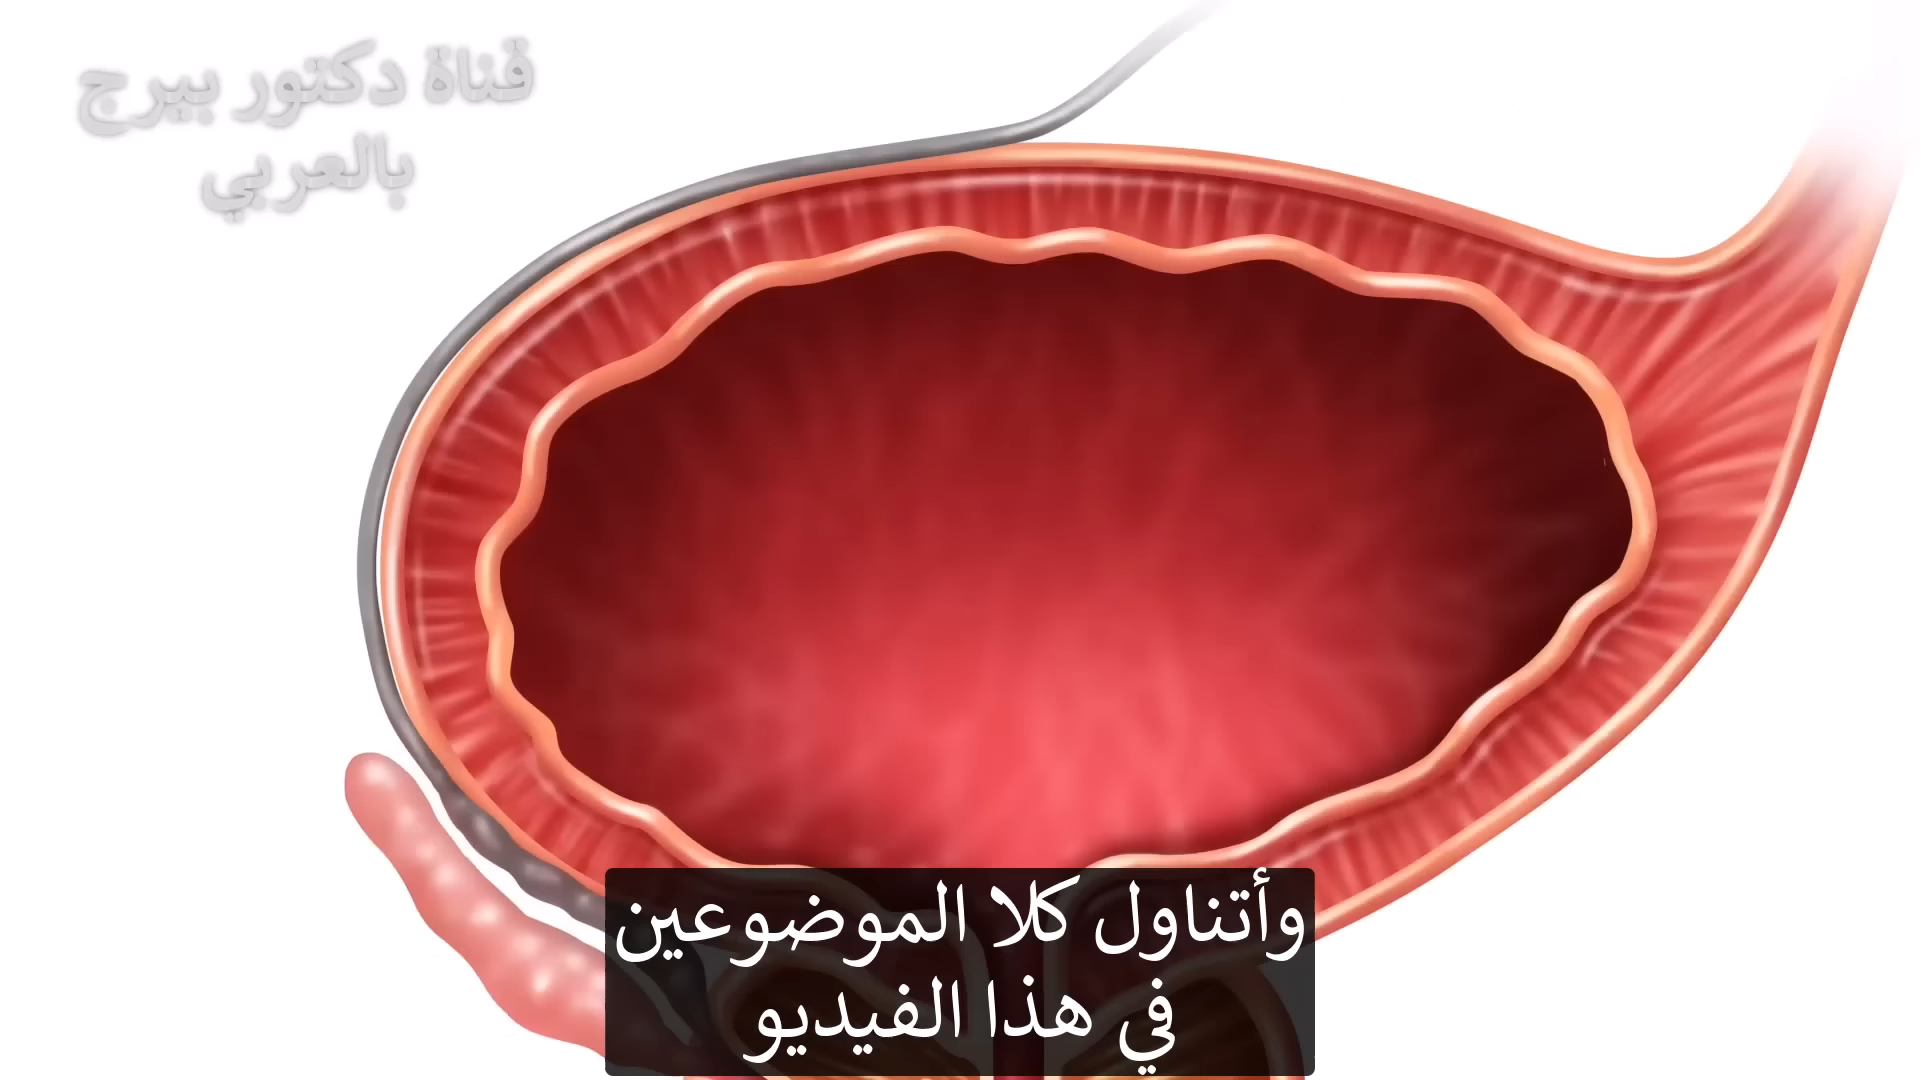 قناة دكتور بيرج
بالعربي
وأتناول كلا الموضوعين
في هذا الفيديو